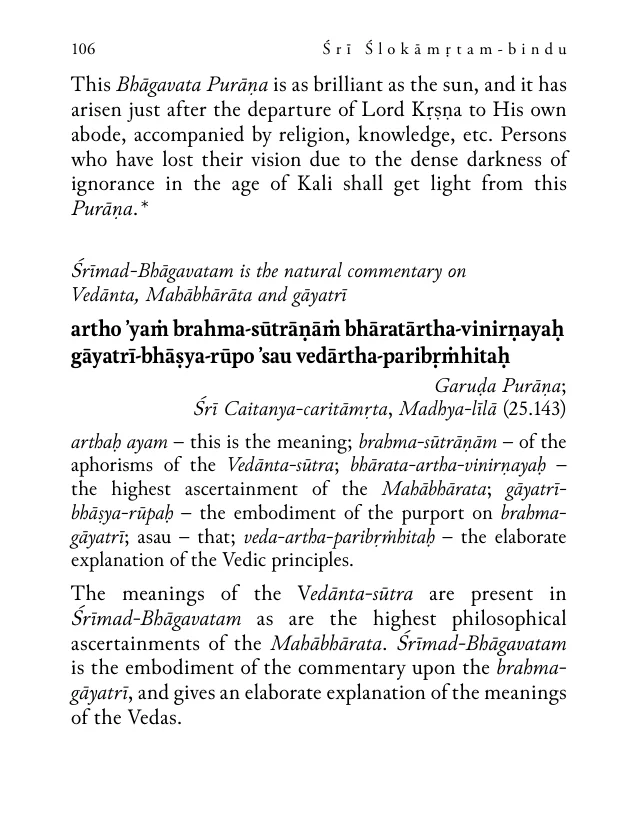 106 Śrī Ślokāmṛtam-bindu
This Bhāgavata Purāṇa is as brilliant as the sun, and it has
arisen just after the departure of Lord Kṛṣṇa to His own
abode, accompanied by religion, knowledge, etc. Persons
who have lost their vision due to the dense darkness of
ignorance in the age of Kali shall get light from this
Purāṇa.*
Śrīmad-Bhāgavatam is the natural commentary on
Vedānta, Mahābhārāta and gāyatrī
artho ’yaṁ brahma-sūtrāṇāṁ bhāratārtha-vinirṇayaḥ
gāyatrī-bhāṣya-rūpo ’sau vedārtha-paribṛṁhitaḥ
Garuḍa Purāṇa;
Śrī Caitanya-caritāmṛta, Madhya-līlā (25.143)
arthaḥ ayam – this is the meaning; brahma-sūtrāṇām – of the
aphorisms of the Vedānta-sūtra; bhārata-artha-vinirṇayaḥ –
the highest ascertainment of the Mahābhārata; gāyatrī-
bhāṣya-rūpaḥ – the embodiment of the purport on brahma-
gāyatrī; asau – that; veda-artha-paribṛṁhitaḥ – the elaborate
explanation of the Vedic principles.
The meanings of the Vedānta-sūtra are present in
Śrīmad-Bhāgavatam as are the highest philosophical
ascertainments of the Mahābhārata. Śrīmad-Bhāgavatam
is the embodiment of the commentary upon the brahma-
gāyatrī, and gives an elaborate explanation of the meanings
of the Vedas.